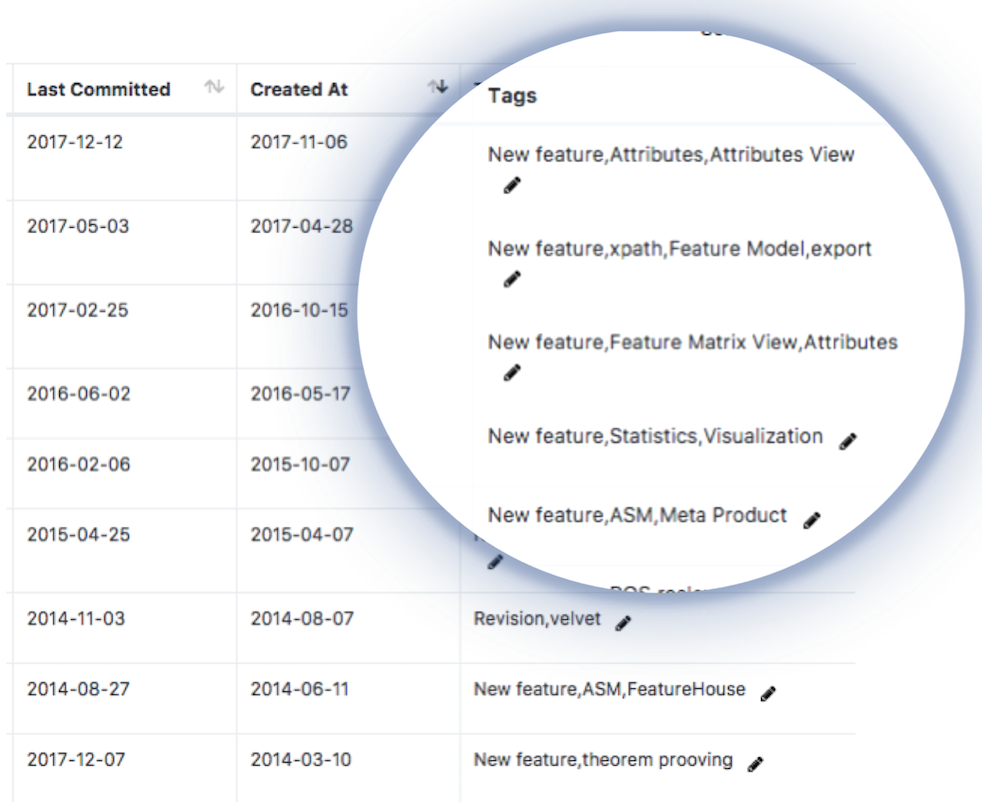 Last Committed Created At Tags
2017-12-12 2017-11-06 New feature,Attributes,Attributes View
2017-05-03 2017-04-28 New feature,xpath,Feature Model,export
2017-02-25 2016-10-15 New feature,Feature Matrix View,Attributes
2016-06-02 2016-05-17 New feature,Statistics,Visualization
2016-02-06 2015-10-07 New feature,ASM,Meta Product
2015-04-25 2015-04-07
2014-11-03 2014-08-07 Revision,velvet
2014-08-27 2014-06-11 New feature,ASM,FeatureHouse
2017-12-07 2014-03-10 New feature,theorem prooving